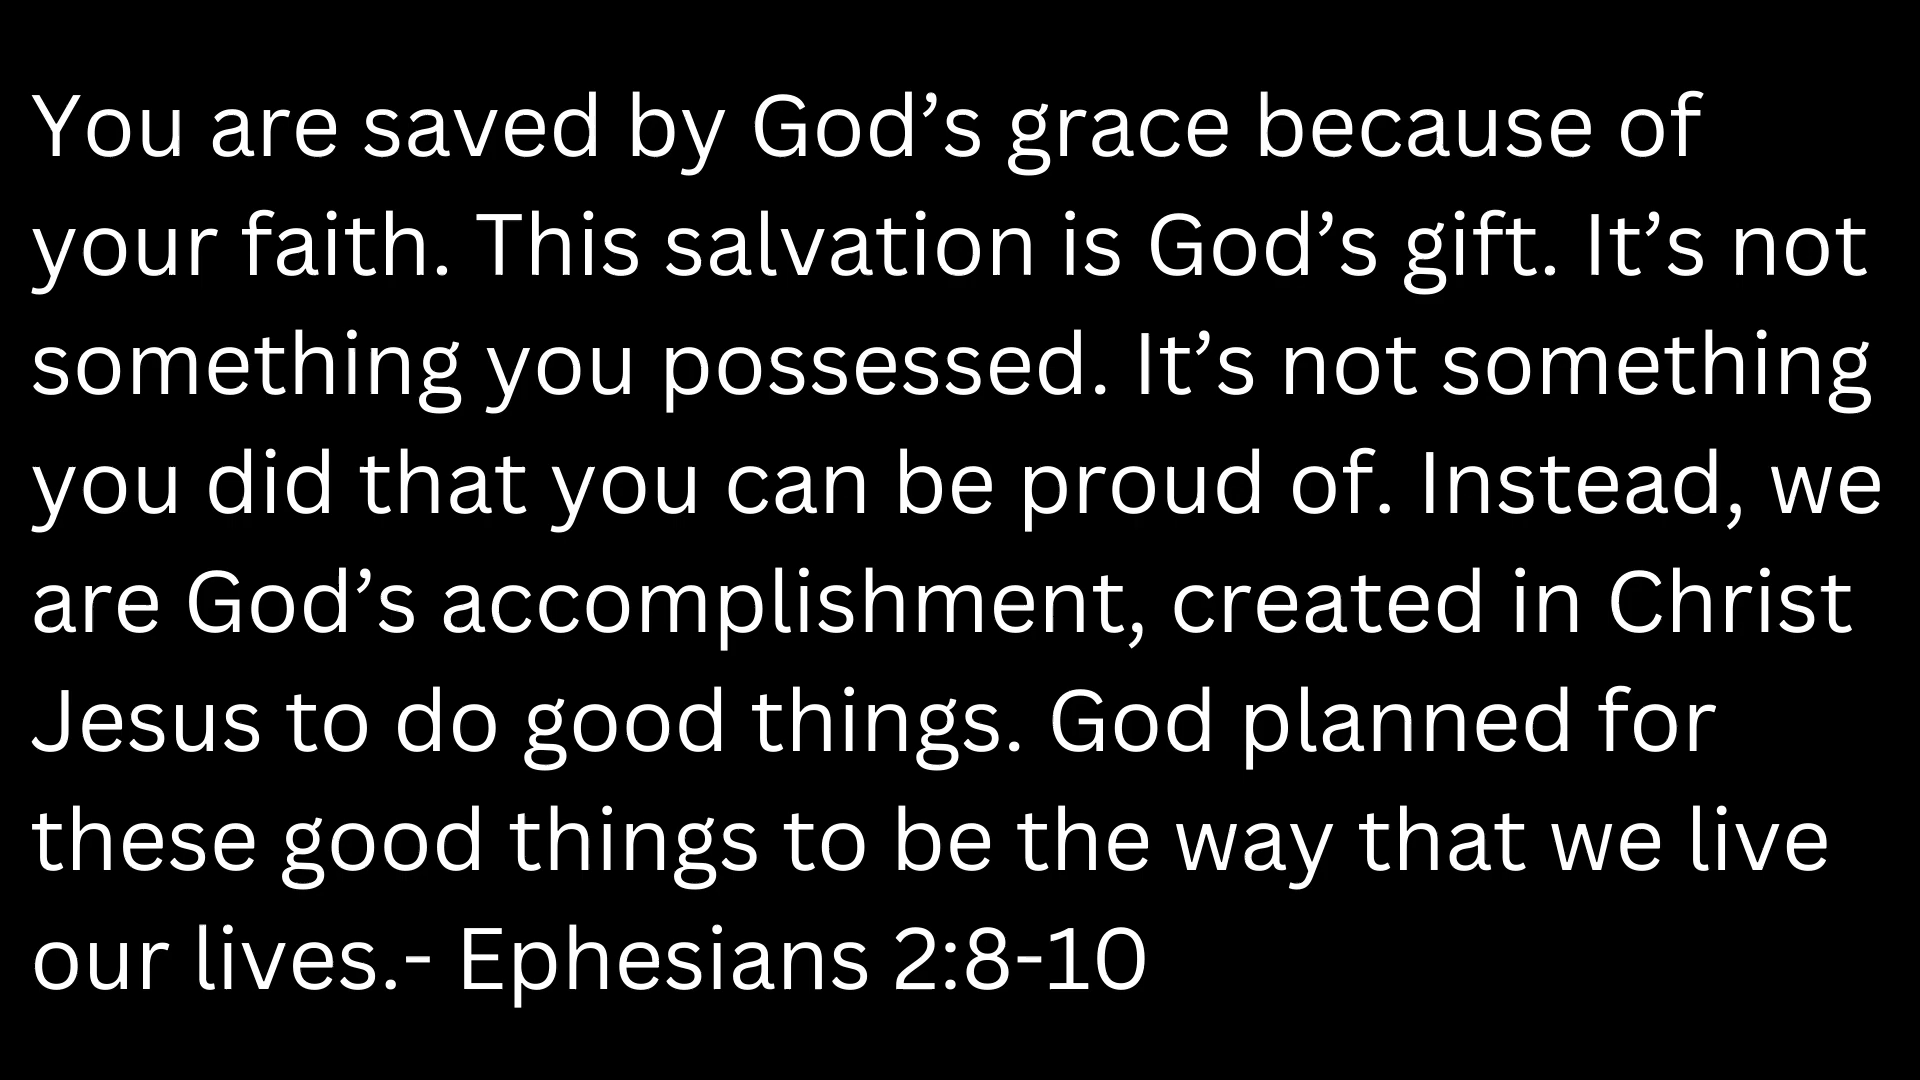 You are saved by God’s grace because of
your faith. This salvation is God’s gift. It’s not
something you possessed. It’s not something
you did that you can be proud of. Instead, we
are God’s accomplishment, created in Christ
Jesus to do good things. God planned for
these good things to be the way that we live
our lives.- Ephesians 2:8-10